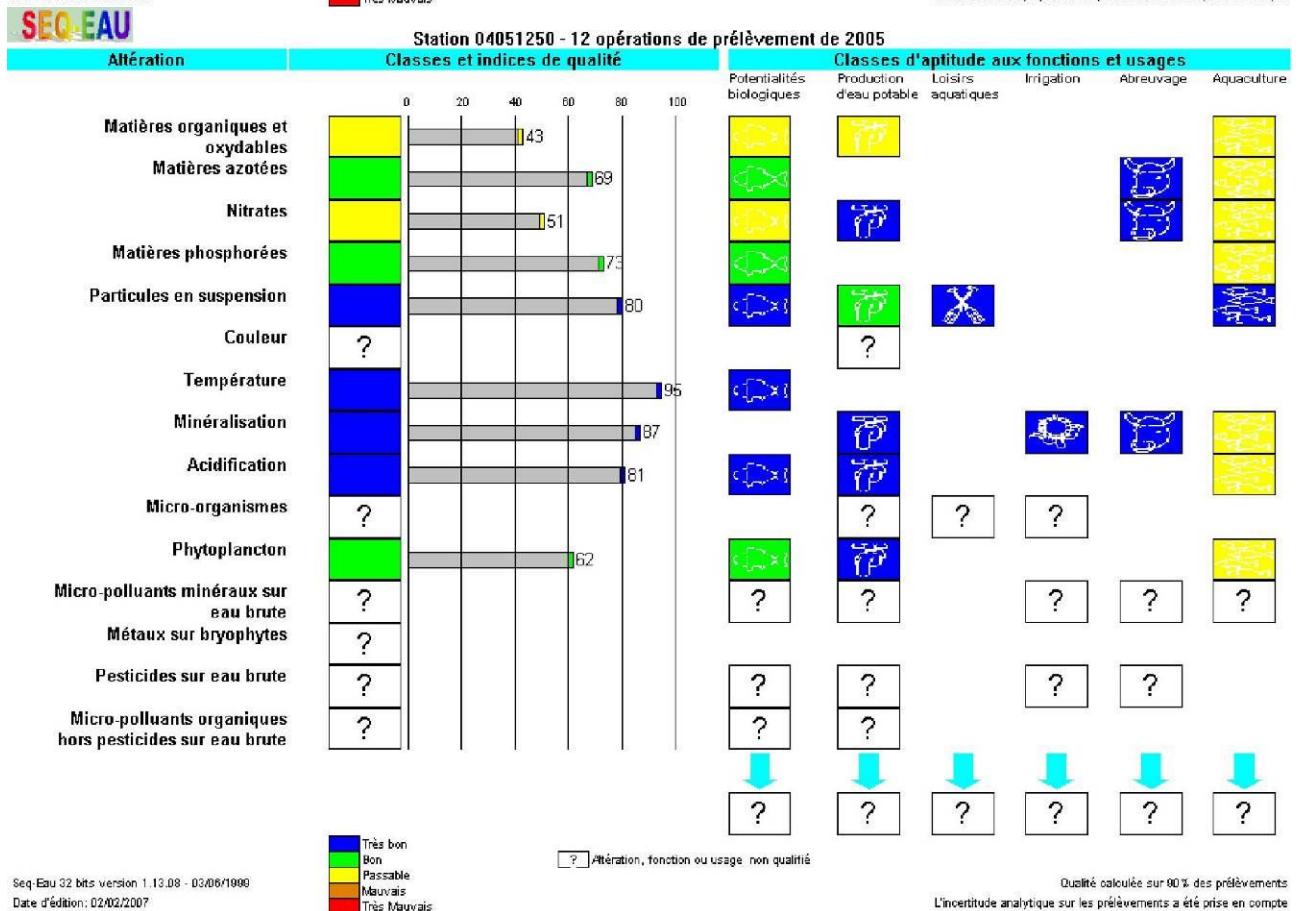 Très Mauvais
SEQ-EAU
Station 04051250 - 12 opérations de prélèvement de 2005
Altération
Classes et indices de qualité
Classes d'aptitude aux fonctions et usages
Potentialités biologiques
Production d'eau potable
Loisirs aquatiques
Irrigation
Abreuvage
Aquaculture
0 20 40 60 80 100
Matières organiques et
oxydables
43
Matières azotées
69
Nitrates
51
Matières phosphorées
73
Particules en suspension
80
Couleur
? ?
Température
95
Minéralisation
87
Acidification
81
Micro-organismes
? ? ? ?
Phytoplancton
62
Micro-polluants minéraux sur
eau brute
? ? ? ? ? ?
Métaux sur bryophytes
?
Pesticides sur eau brute
? ? ? ? ?
Micro-polluants organiques
hors pesticides sur eau brute
? ? ?
? ? ? ? ? ?
Très bon
Bon
Passable
Mauvais
Très Mauvais
? Altération, fonction ou usage non qualifié
Seq-Eau 32 bits version 1.13.08 - 03/06/1999
Date d'édition: 02/02/2007
Qualité calculée sur 90 % des prélèvements
L'incertitude analytique sur les prélèvements a été prise en compte